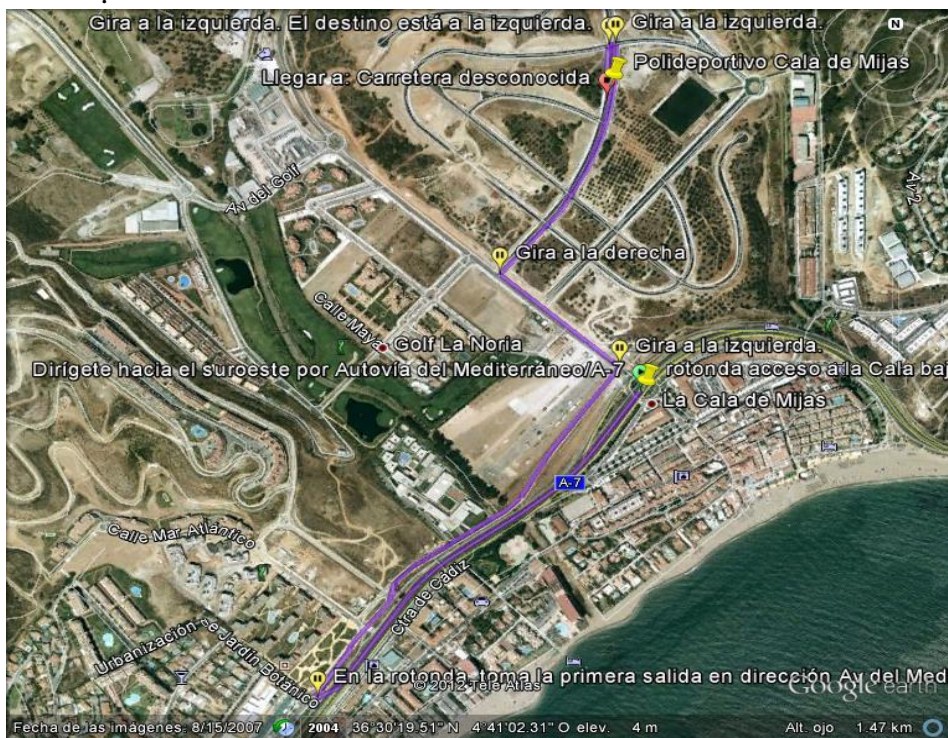 Gira a la izquierda. El destino está a la izquierda.
Gira a la izquierda.
N
Polideportivo Cala de Mijas
Llegar a: Carretera desconocida
Av del Golf
Av 2
Gira a la derecha
Calle Maya
Golf La Noria
Gira a la izquierda.
Dirígete hacia el suroeste por Autovía del Mediterráneo/A-7
rotonda acceso a la Cala baj
La Cala de Mijas
A-7
Calle Mar Atlántico
Ctra de Cádiz
Urbanización de Jardín Botánico
En la rotonda, toma la primera salida en dirección Av del Med
© 2012 Tele Atlas
Google earth
Fecha de las imágenes: 8/15/2007 2004 36°30'19.51" N 4°41'02.31" O elev. 4 m Alt. ojo 1.47 km